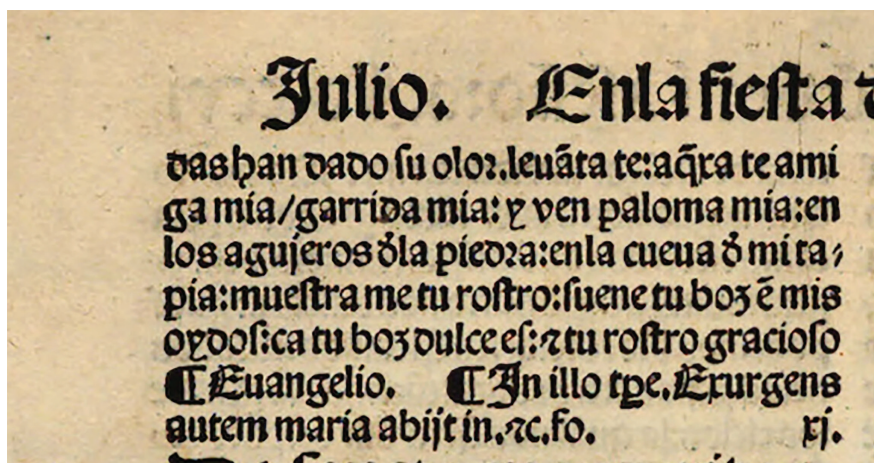 Julio. Enla fiesta
das han dado su olor.leuãta te:aq̃xa te ami
ga mia/garrida mia: y ven paloma mia:en
los agujeros đla piedra:enla cueua đ mi ta⸗
pia:muestra me tu rostro:suene tu boz ẽ mis
oydos:ca tu boz dulce es:⁊ tu rostro gracioso
¶ Euangelio. ¶ In illo tpe. Exurgens
autem maria abijt in.⁊c.fo. xj.